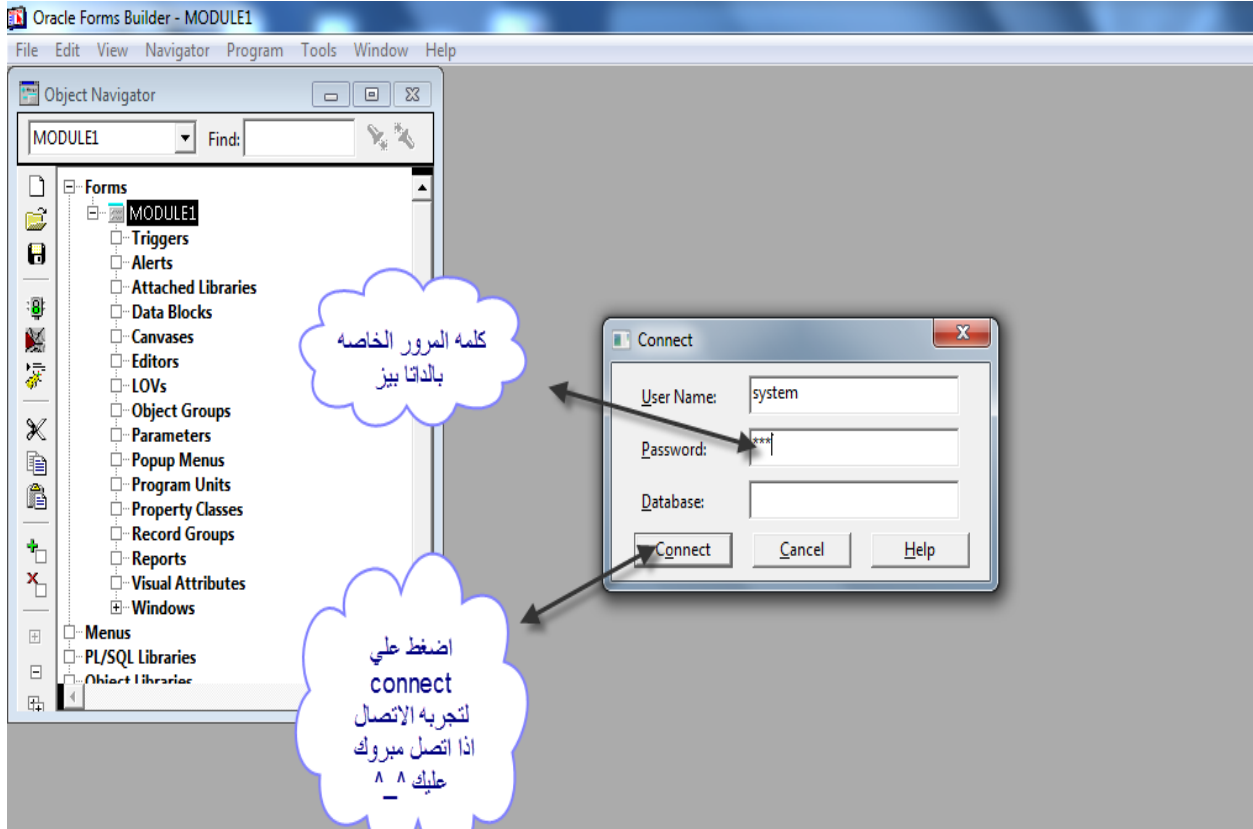 Oracle Forms Builder - MODULE1
File Edit View Navigator Program Tools Window Help
Object Navigator
MODULE1 Find:
Forms
MODULE1
Triggers
Alerts
Attached Libraries
Data Blocks
Canvases
Editors
LOVs
Object Groups
Parameters
Popup Menus
Program Units
Property Classes
Record Groups
Reports
Visual Attributes
Windows
Menus
PL/SQL Libraries
Object Libraries
كلمه المرور الخاصه
بالداتا بيز
Connect
User Name: system
Password: ***
Database:
Connect Cancel Help
اضغط علي
connect
لتجربه الاتصال
اذا اتصل مبروك
عليك ^_^